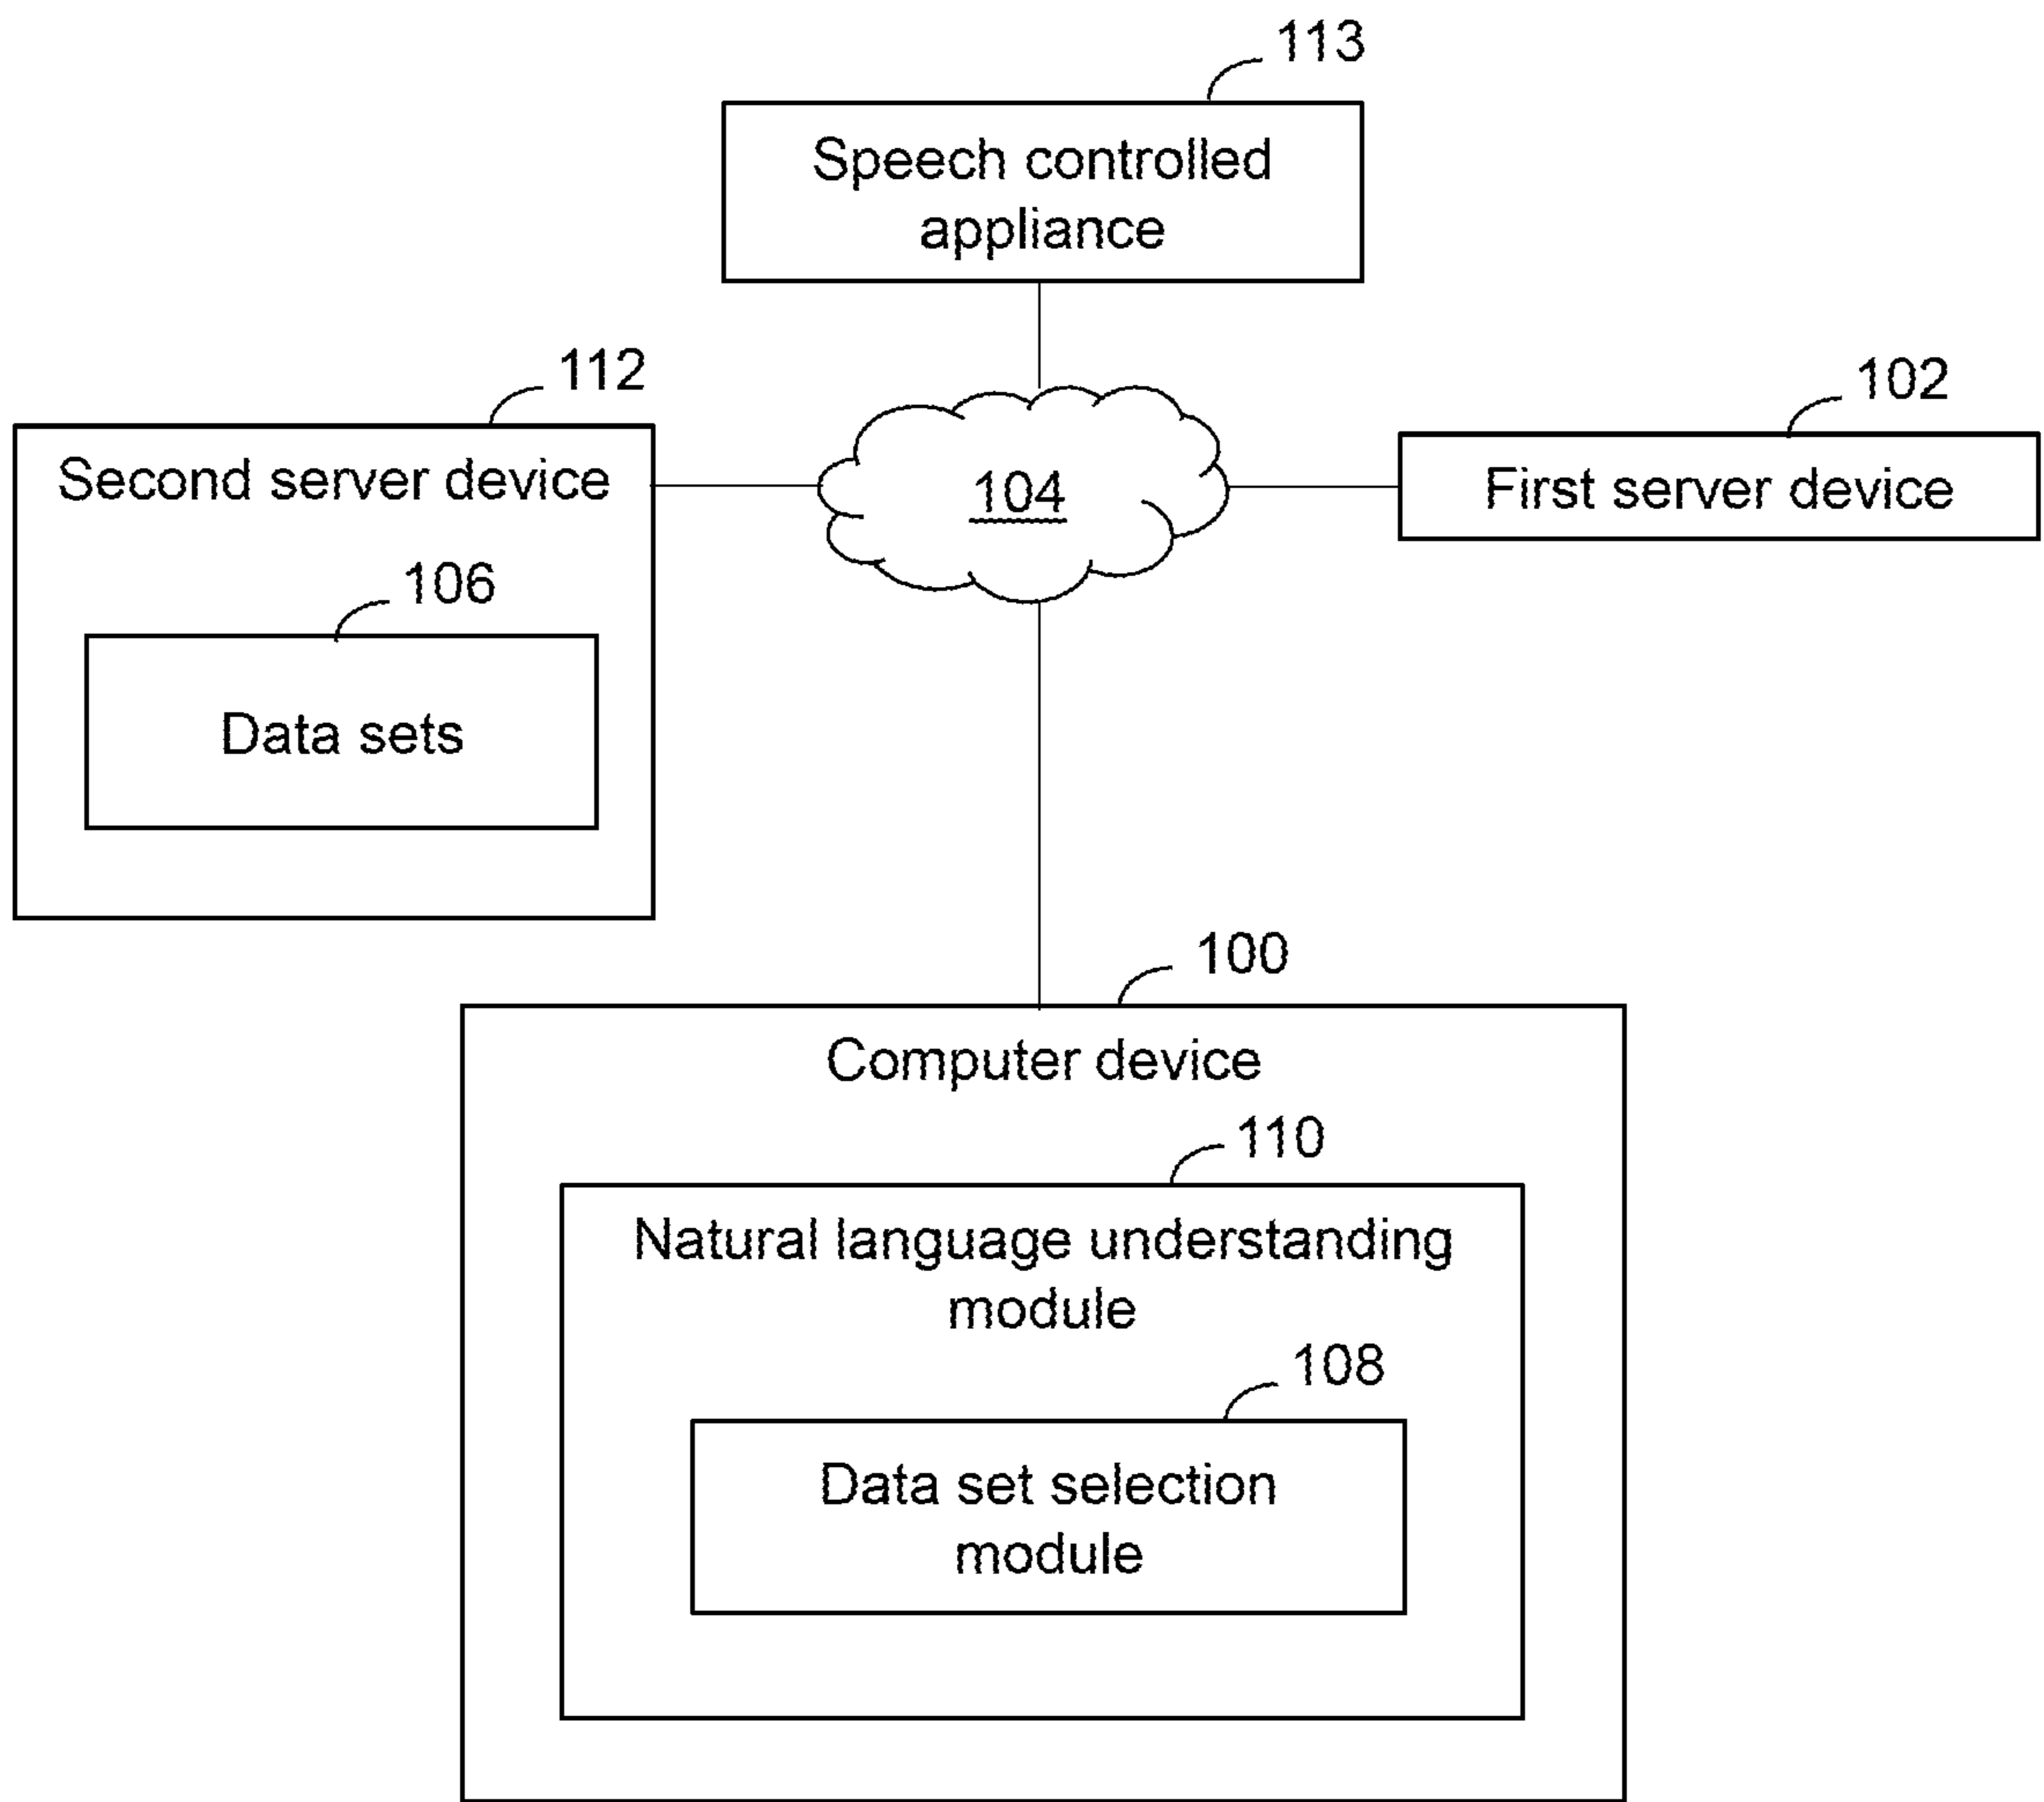 113
Speech controlled
appliance
112
Second server device
104
102
First server device
106
Data sets
100
Computer device
110
Natural language understanding
module
108
Data set selection
module